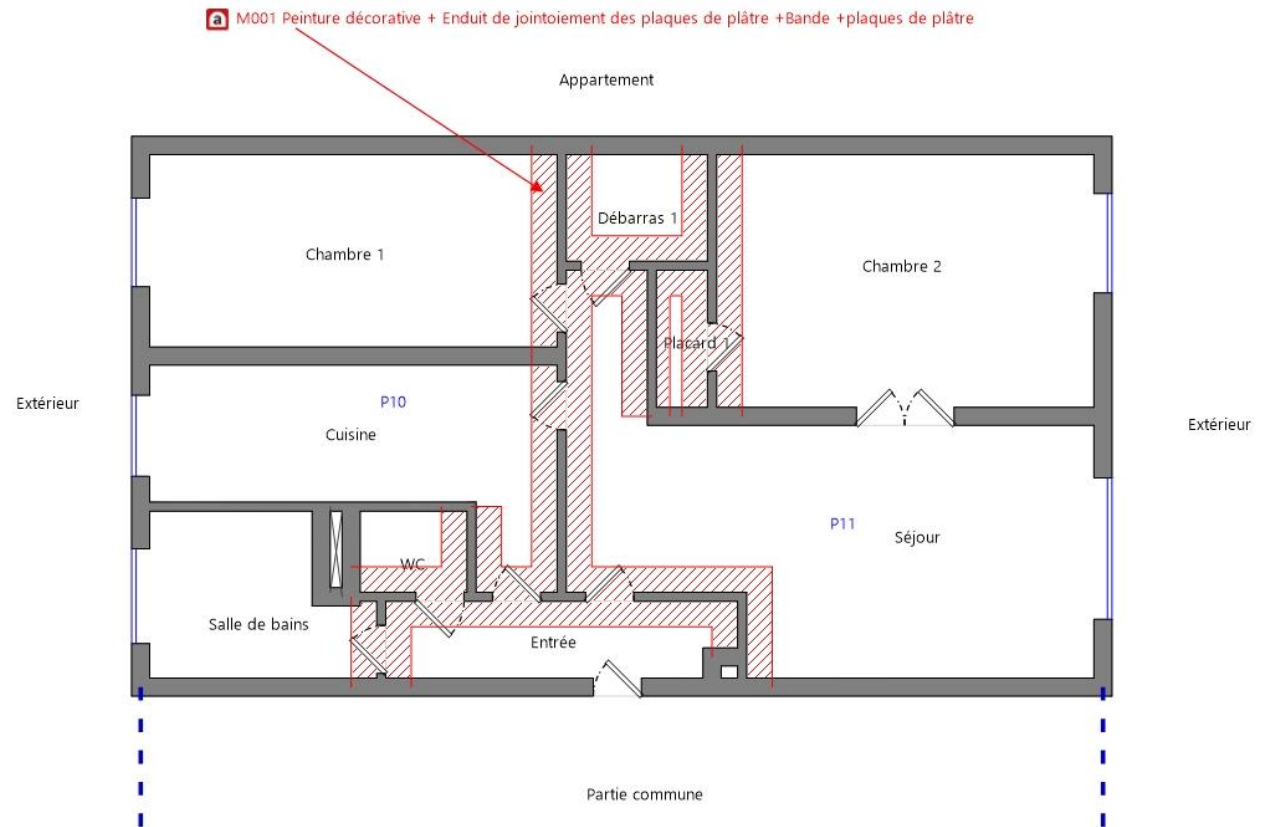 a M001 Peinture décorative + Enduit de jointoiement des plaques de plâtre +Bande +plaques de plâtre
Appartement
Débarras 1
Chambre 1
Chambre 2
Placard 1
Extérieur
P10
Extérieur
Cuisine
P11
Séjour
WC
Salle de bains
Entrée
Partie commune